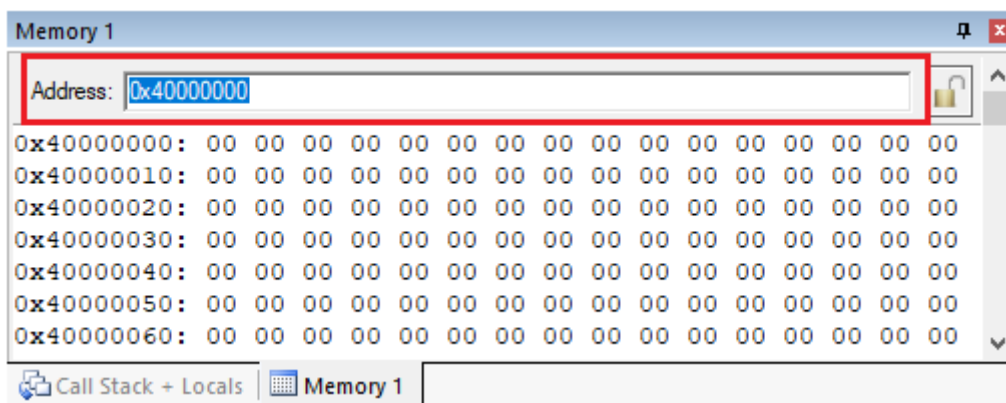 Memory 1
Address: 0x40000000
0x40000000: 00 00 00 00 00 00 00 00 00 00 00 00 00 00 00 00
0x40000010: 00 00 00 00 00 00 00 00 00 00 00 00 00 00 00 00
0x40000020: 00 00 00 00 00 00 00 00 00 00 00 00 00 00 00 00
0x40000030: 00 00 00 00 00 00 00 00 00 00 00 00 00 00 00 00
0x40000040: 00 00 00 00 00 00 00 00 00 00 00 00 00 00 00 00
0x40000050: 00 00 00 00 00 00 00 00 00 00 00 00 00 00 00 00
0x40000060: 00 00 00 00 00 00 00 00 00 00 00 00 00 00 00 00
Call Stack + Locals Memory 1